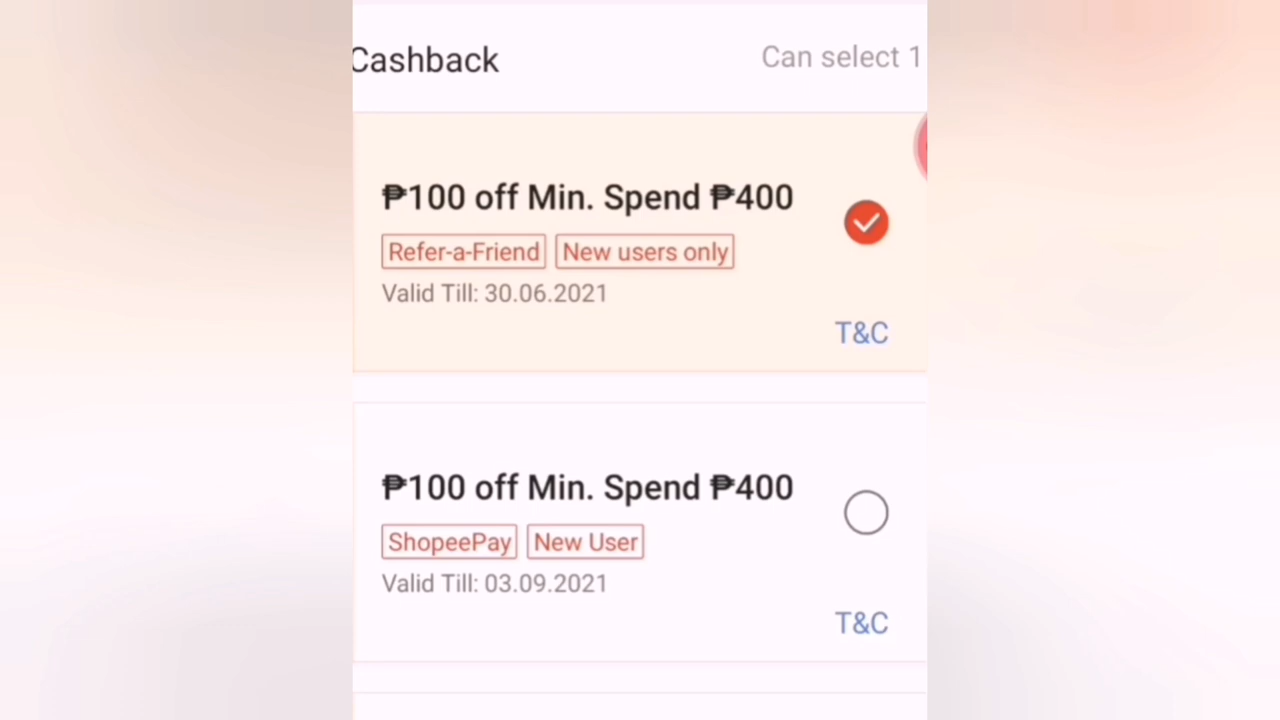 Cashback
Can select 1
₱100 off Min. Spend ₱400
Refer-a-Friend New users only
Valid Till: 30.06.2021
T&C
₱100 off Min. Spend ₱400
ShopeePay New User
Valid Till: 03.09.2021
T&C